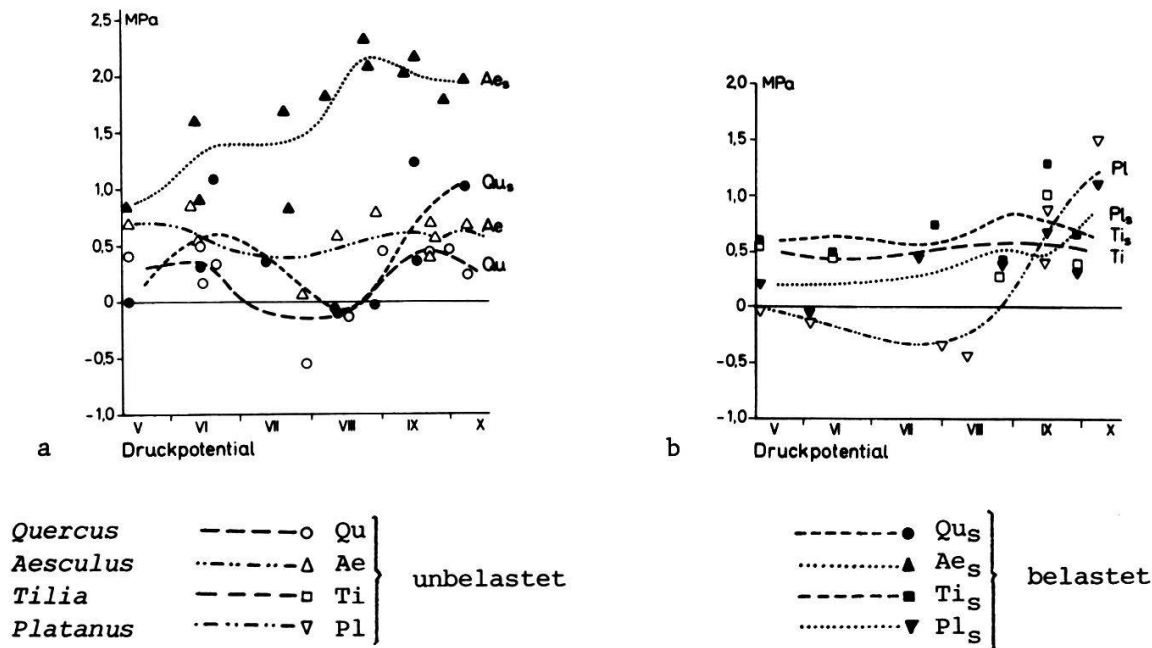 MPa
2,5
2.0
1,5
1,0
0,5
0
-0,5
-1,0
Ae_s
Qu_s
Ae
Qu
V VI VII VIII IX X
a Druckpotential
MPa
2.0
1,5
1,0
0,5
0
-0,5
-1,0
Pl
Pl_s
Ti_s
Ti
V VI VII VIII IX X
b Druckpotential
Quercus Qu
Aesculus Ae
Tilia Ti
Platanus Pl
unbelastet
Qu_s
Ae_s
Ti_s
Pl_s
belastet